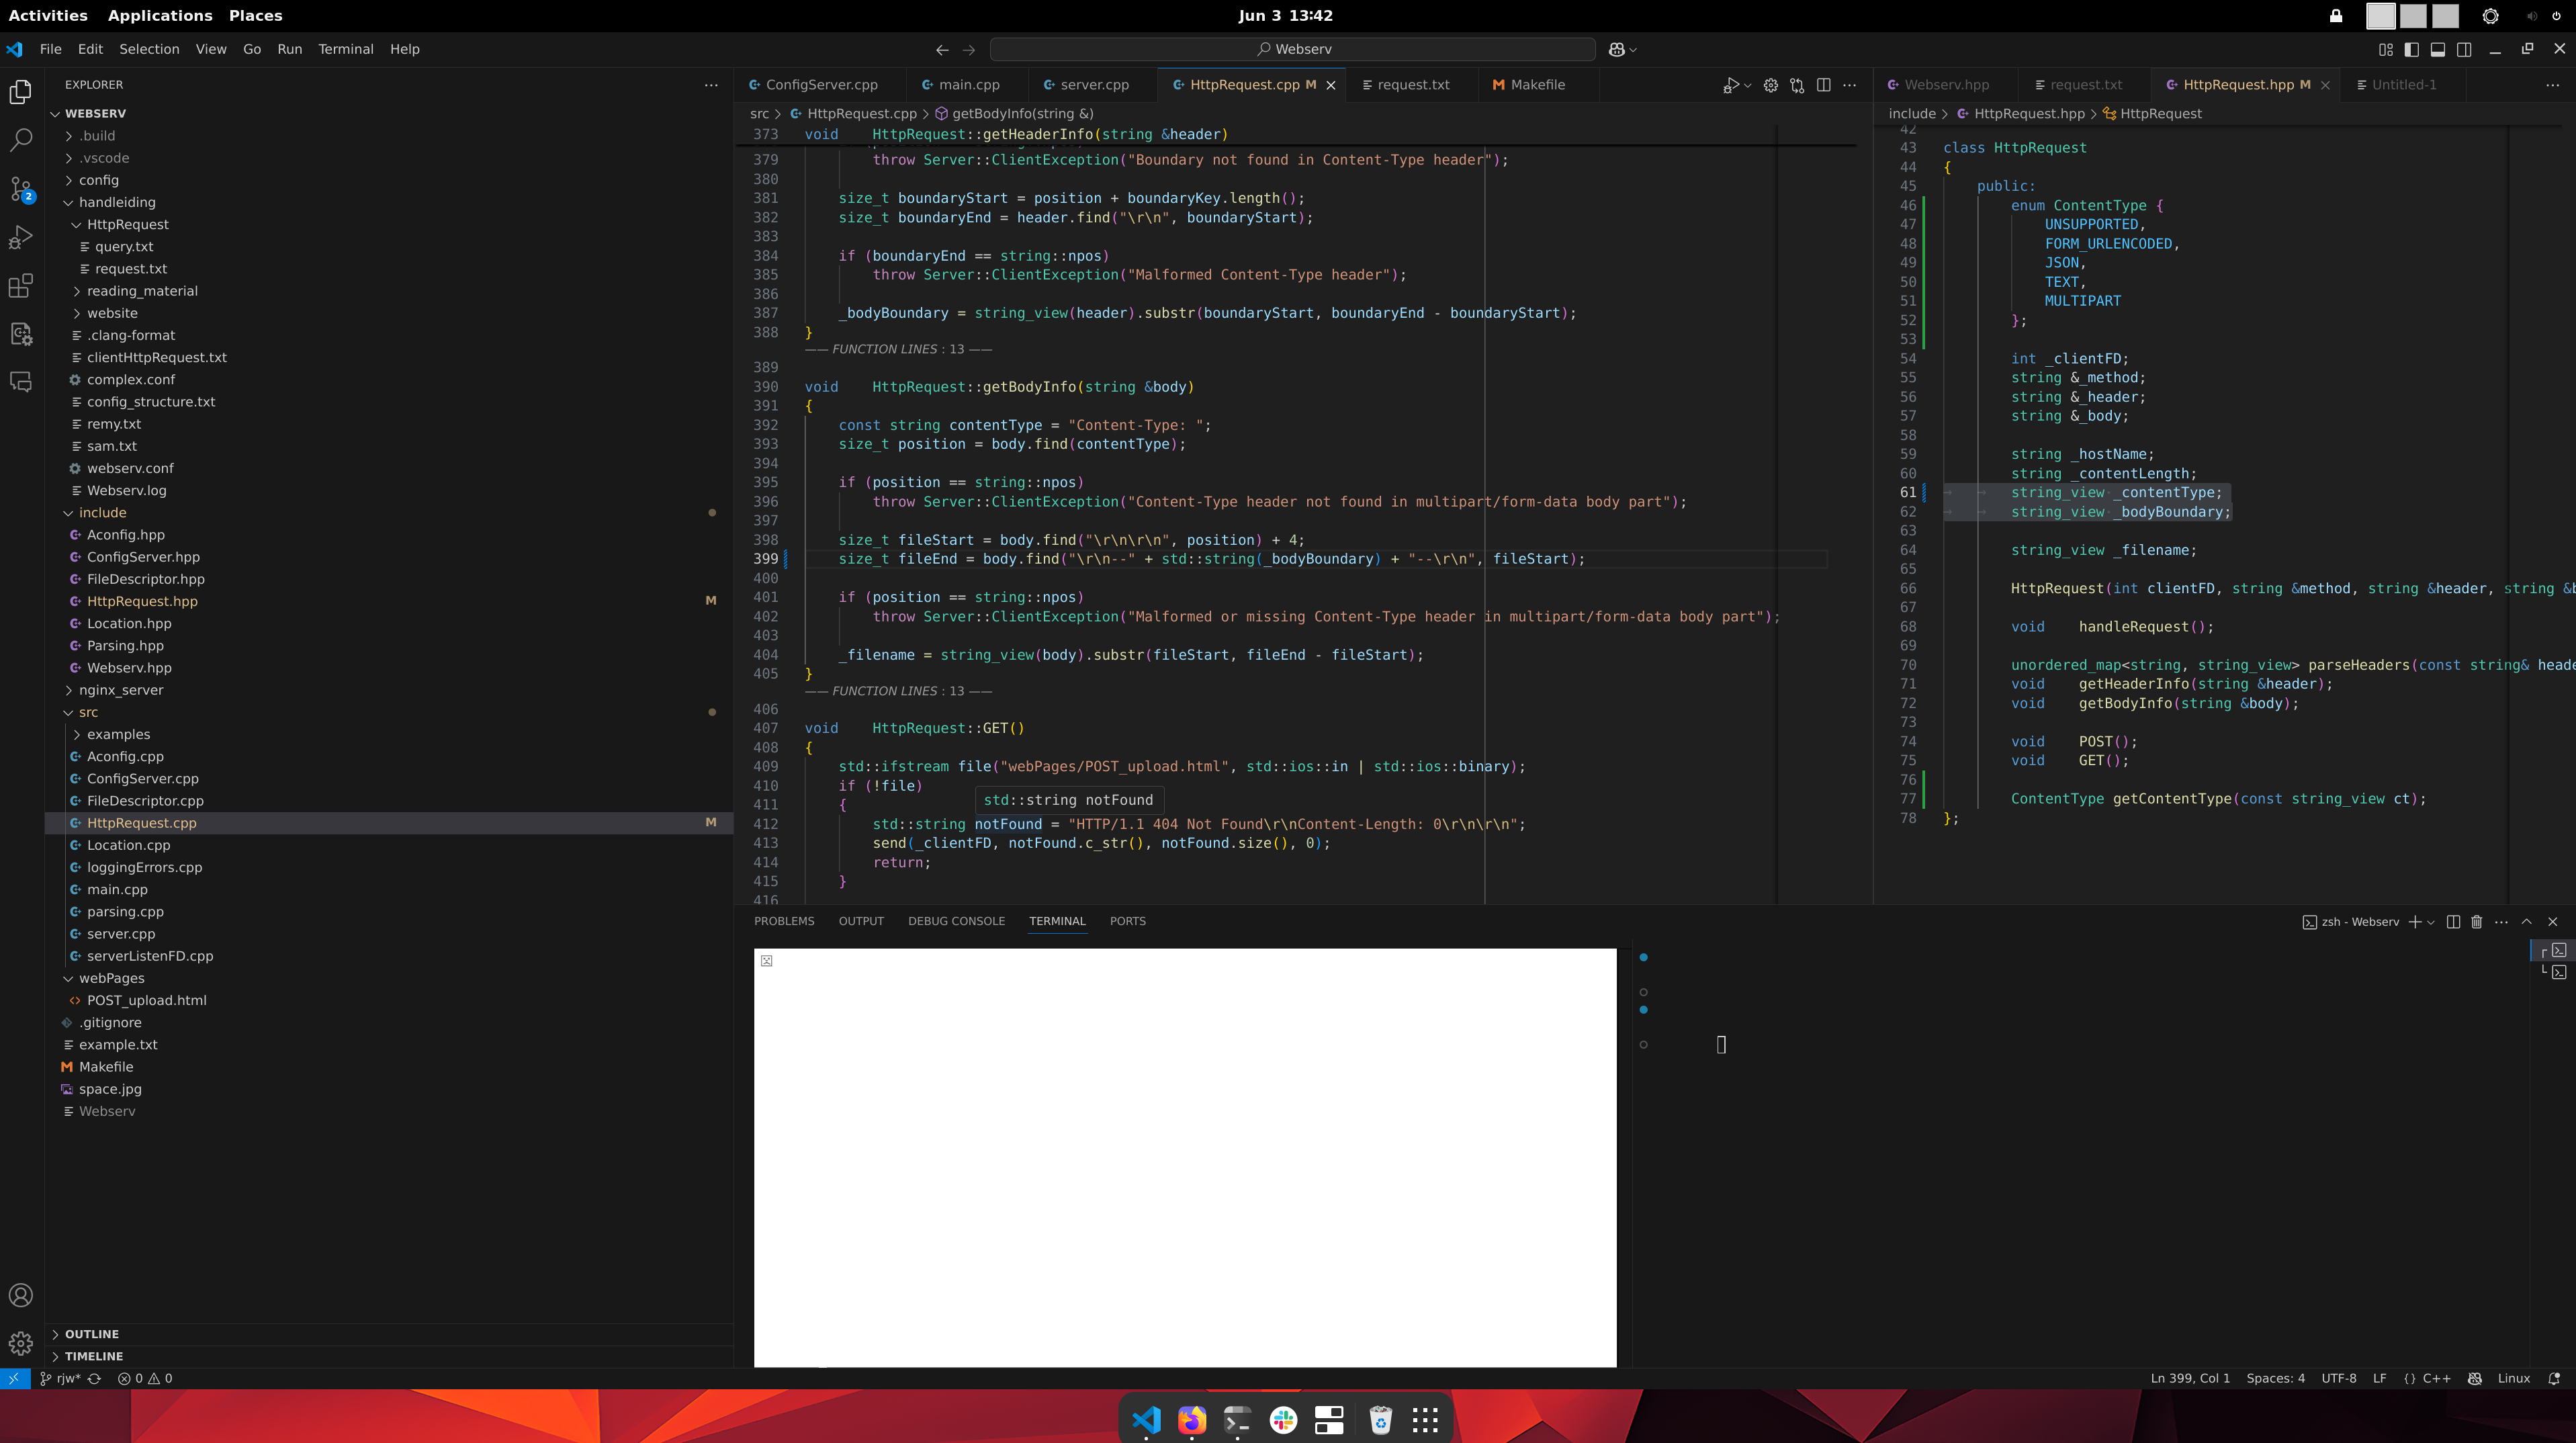 Activities Applications Places
Jun 3 13:42
File Edit Selection View Go Run Terminal Help
Webserv
EXPLORER
WEBSERV
.build
.vscode
config
handleiding
HttpRequest
query.txt
request.txt
reading_material
website
.clang-format
clientHttpRequest.txt
complex.conf
config_structure.txt
remy.txt
sam.txt
webserv.conf
Webserv.log
include
Aconfig.hpp
ConfigServer.hpp
FileDescriptor.hpp
HttpRequest.hpp M
Location.hpp
Parsing.hpp
Webserv.hpp
nginx_server
src
examples
Aconfig.cpp
ConfigServer.cpp
FileDescriptor.cpp
HttpRequest.cpp M
Location.cpp
loggingErrors.cpp
main.cpp
parsing.cpp
server.cpp
serverListenFD.cpp
webPages
POST_upload.html
.gitignore
example.txt
Makefile
space.jpg
Webserv
OUTLINE
TIMELINE
2
ConfigServer.cpp main.cpp server.cpp HttpRequest.cpp M request.txt Makefile
src > HttpRequest.cpp > getBodyInfo(string &)
373 void HttpRequest::getHeaderInfo(string &header)
379 throw Server::ClientException("Boundary not found in Content-Type header");
380
381 size_t boundaryStart = position + boundaryKey.length();
382 size_t boundaryEnd = header.find("\r\n", boundaryStart);
383
384 if (boundaryEnd == string::npos)
385 throw Server::ClientException("Malformed Content-Type header");
386
387 _bodyBoundary = string_view(header).substr(boundaryStart, boundaryEnd - boundaryStart);
388 }
—— FUNCTION LINES : 13 ——
389
390 void HttpRequest::getBodyInfo(string &body)
391 {
392 const string contentType = "Content-Type: ";
393 size_t position = body.find(contentType);
394
395 if (position == string::npos)
396 throw Server::ClientException("Content-Type header not found in multipart/form-data body part");
397
398 size_t fileStart = body.find("\r\n\r\n", position) + 4;
399 size_t fileEnd = body.find("\r\n--" + std::string(_bodyBoundary) + "--\r\n", fileStart);
400
401 if (position == string::npos)
402 throw Server::ClientException("Malformed or missing Content-Type header in multipart/form-data body part");
403
404 _filename = string_view(body).substr(fileStart, fileEnd - fileStart);
405 }
—— FUNCTION LINES : 13 ——
406
407 void HttpRequest::GET()
408 {
409 std::ifstream file("webPages/POST_upload.html", std::ios::in | std::ios::binary);
410 if (!file)
411 {
std::string notFound
412 std::string notFound = "HTTP/1.1 404 Not Found\r\nContent-Length: 0\r\n\r\n";
413 send(_clientFD, notFound.c_str(), notFound.size(), 0);
414 return;
415 }
416
Webserv.hpp request.txt HttpRequest.hpp M Untitled-1
include > HttpRequest.hpp > HttpRequest
42
43 class HttpRequest
44 {
45 public:
46 enum ContentType {
47 UNSUPPORTED,
48 FORM_URLENCODED,
49 JSON,
50 TEXT,
51 MULTIPART
52 };
53
54 int _clientFD;
55 string &_method;
56 string &_header;
57 string &_body;
58
59 string _hostName;
60 string _contentLength;
61 string_view _contentType;
62 string_view _bodyBoundary;
63
64 string_view _filename;
65
66 HttpRequest(int clientFD, string &method, string &header, string &b
67
68 void handleRequest();
69
70 unordered_map<string, string_view> parseHeaders(const string& heade
71 void getHeaderInfo(string &header);
72 void getBodyInfo(string &body);
73
74 void POST();
75 void GET();
76
77 ContentType getContentType(const string_view ct);
78 };
PROBLEMS OUTPUT DEBUG CONSOLE TERMINAL PORTS
zsh - Webserv
rjw* 0 0
Ln 399, Col 1 Spaces: 4 UTF-8 LF {} C++ Linux